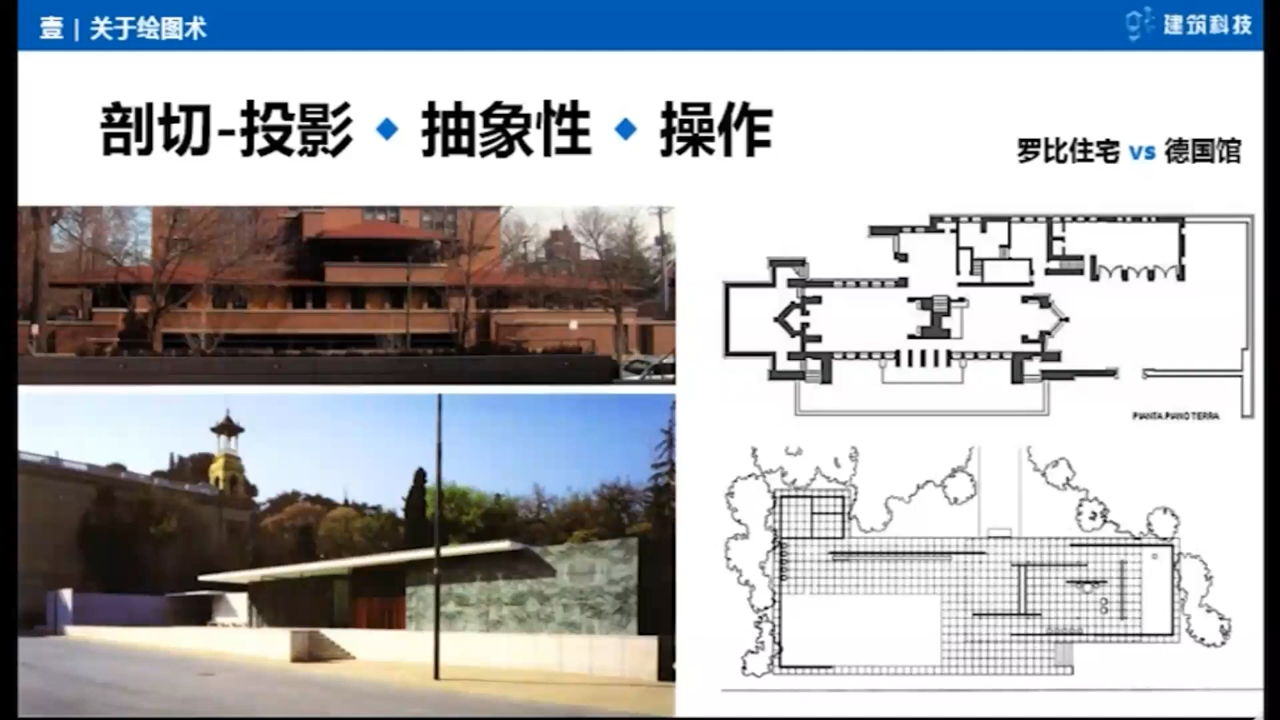 壹 | 关于绘图术
建筑科技
剖切-投影 ◆ 抽象性 ◆ 操作
罗比住宅 vs 德国馆
PIANTA PIANO TERRA